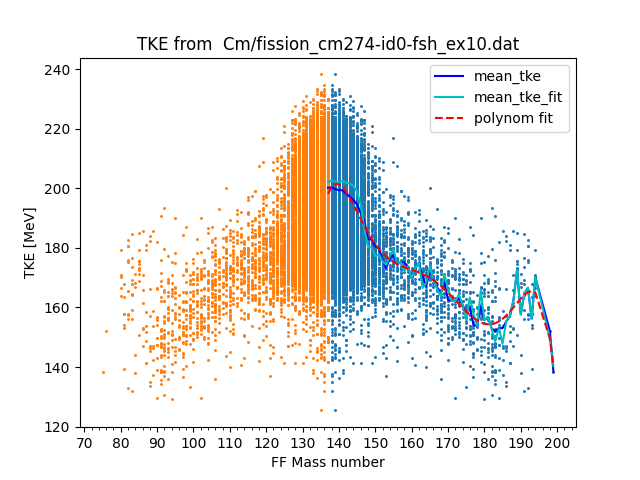 TKE from  Cm/fission_cm274-id0-fsh_ex10.dat
mean_tke
mean_tke_fit
polynom fit
TKE [MeV]
240
220
200
180
160
140
120
70 80 90 100 110 120 130 140 150 160 170 180 190 200
FF Mass number